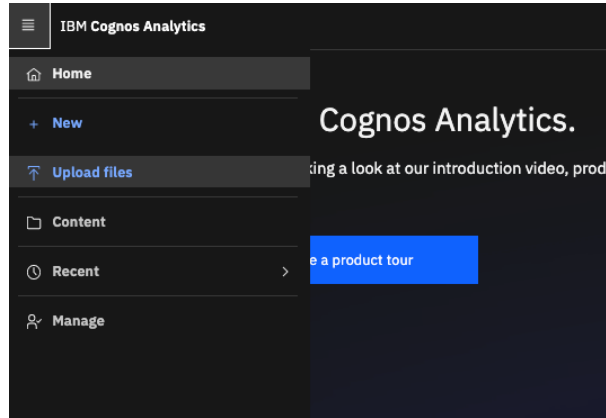 IBM Cognos Analytics
Home
+ New
Upload files
Content
Recent
Manage
Cognos Analytics.
king a look at our introduction video, prod
e a product tour